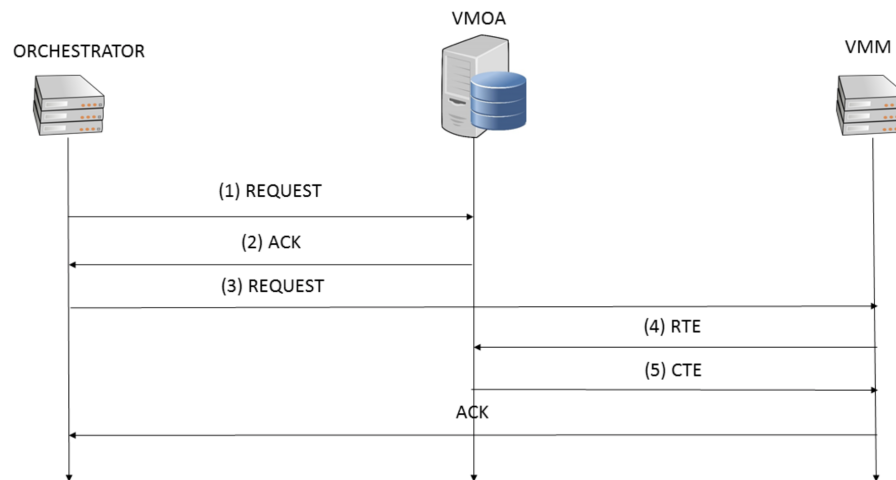 VMOA
ORCHESTRATOR
VMM
(1) REQUEST
(2) ACK
(3) REQUEST
(4) RTE
(5) CTE
ACK